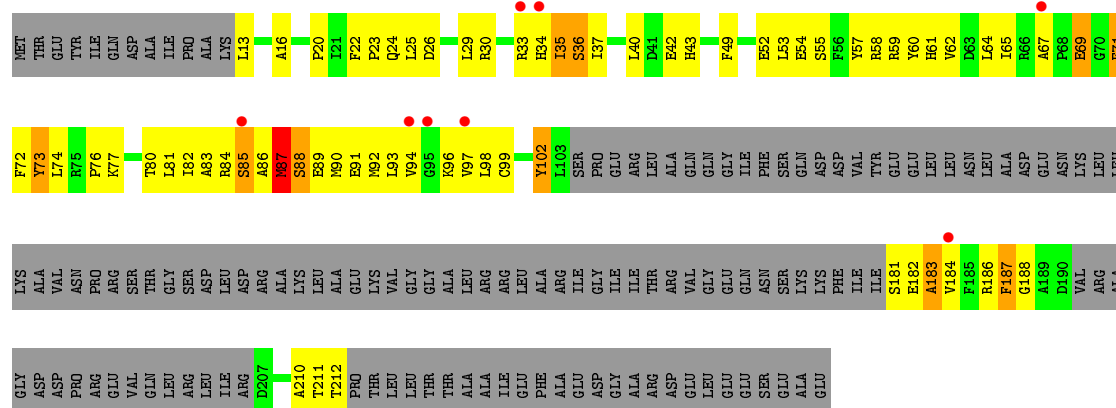 MET THR GLU TYR ILE GLN ASP ALA ILE PRO ALA LYS L13 A16 P20 I21 F22 P23 Q24 L25 D26 L29 R30 R33 H34 I35 S36 I37 L40 D41 E42 H43 F49 E52 L53 E54 S55 F56 Y57 R58 R59 Y60 H61 V62 D63 L64 I65 R66 A67 P68 E69 G70
F72 Y73 L74 R75 P76 K77 T80 L81 I82 A83 R84 S85 A86 M87 S88 E89 M90 E91 M92 L93 V94 G95 K96 V97 L98 C99 Y102 L103 SER PRO GLU ARG LEU ALA GLN GLN GLY ILE PHE SER GLN ASP ASP VAL TYR GLU GLU LEU LEU ASN LEU ALA ASP GLU ASN LYS LEU LEU
LYS ALA VAL ASN PRO ARG SER THR GLY SER ASP LEU ASP ARG ALA LYS LEU ALA GLU LYS VAL GLY GLY ALA LEU ARG ARG LEU ALA ARG ILE GLY ILE ILE THR ARG VAL GLY GLU GLN ASN SER LYS LYS PHE ILE ILE S181 E182 A183 V184 F185 R186 F187 G188 A189 D190 VAL ARG ALA
GLY ASP ASP PRO ARG GLU VAL GLN LEU ARG LEU ILE ARG D207 A210 T211 T212 PRO THR LEU LEU THR THR ALA ALA ILE GLU PHE ALA GLU ASP GLY ALA ARG ASP GLU LEU GLU GLU SER GLU ALA GLU